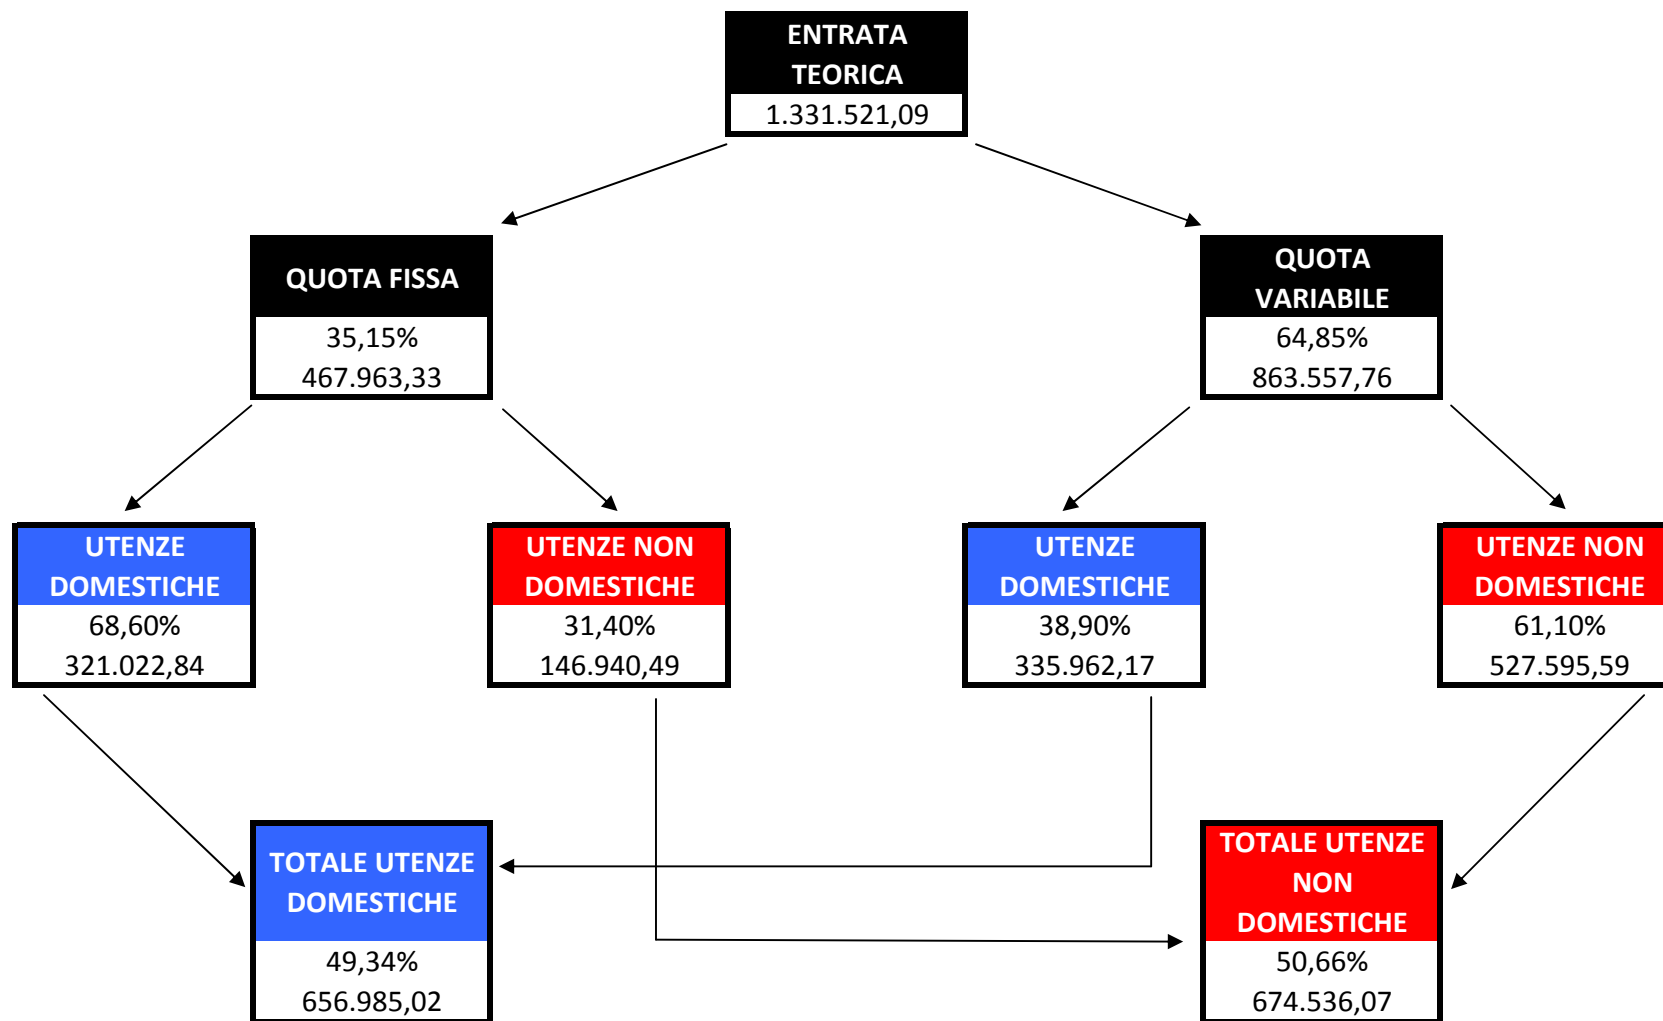 ENTRATA
TEORICA
1.331.521,09
QUOTA FISSA
35,15%
467.963,33
QUOTA
VARIABILE
64,85%
863.557,76
UTENZE
DOMESTICHE
68,60%
321.022,84
UTENZE NON
DOMESTICHE
31,40%
146.940,49
UTENZE
DOMESTICHE
38,90%
335.962,17
UTENZE NON
DOMESTICHE
61,10%
527.595,59
TOTALE UTENZE
DOMESTICHE
49,34%
656.985,02
TOTALE UTENZE
NON
DOMESTICHE
50,66%
674.536,07